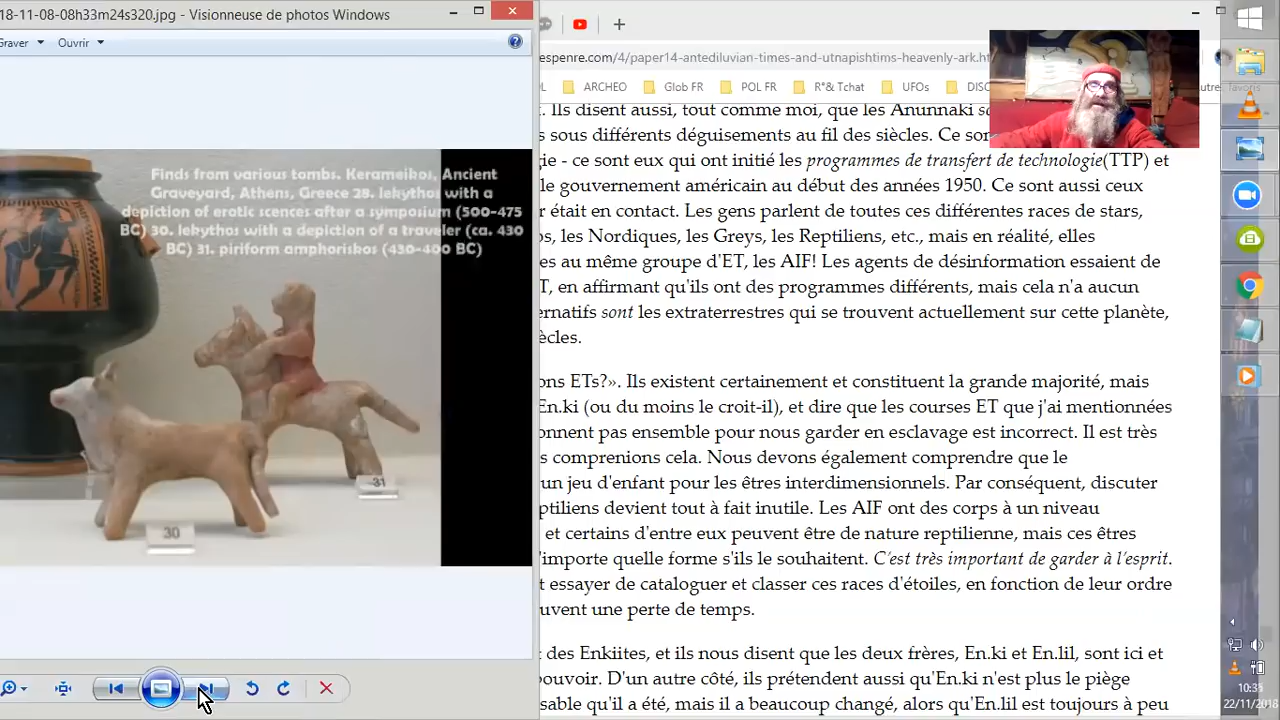 18-11-08-08h33m24s320.jpg - Visionneuse de photos Windows
Graver
Ouvrir
Finds from various tombs. Kerameikos, Ancient
Graveyard, Athens, Greece 28. lekythos with a
depiction of erotic scences after a symposium (500-475
BC) 30. lekythos with a depiction of a traveler (ca. 430
BC) 31. piriform amphoriskos (430-400 BC)
30
31
espenre.com/4/paper14-antediluvian-times-and-utnapishtims-heavenly-ark.h
ARCHEO
Glob FR
POL FR
R°& Tchat
UFOs
DISC
autres favoris
. Ils disent aussi, tout comme moi, que les Anunnaki
s sous différents déguisements au fil des siècles. Ce
gie - ce sont eux qui ont initié les programmes de transfert de technologie(TTP) et
le gouvernement américain au début des années 1950. Ce sont aussi ceux
r était en contact. Les gens parlent de toutes ces différentes races de stars,
os, les Nordiques, les Greys, les Reptiliens, etc., mais en réalité, elles
es au même groupe d'ET, les AIF! Les agents de désinformation essaient de
T, en affirmant qu'ils ont des programmes différents, mais cela n'a aucun
ernatifs sont les extraterrestres qui se trouvent actuellement sur cette planète,
ècles.
ons ETs?». Ils existent certainement et constituent la grande majorité, mais
En.ki (ou du moins le croit-il), et dire que les courses ET que j'ai mentionnées
onnent pas ensemble pour nous garder en esclavage est incorrect. Il est très
s comprenions cela. Nous devons également comprendre que le
un jeu d'enfant pour les êtres interdimensionnels. Par conséquent, discuter
ptiliens devient tout à fait inutile. Les AIF ont des corps à un niveau
et certains d'entre eux peuvent être de nature reptilienne, mais ces êtres
'importe quelle forme s'ils le souhaitent. C'est très important de garder à l'esprit.
t essayer de cataloguer et classer ces races d'étoiles, en fonction de leur ordre
uvent une perte de temps.
des Enkiites, et ils nous disent que les deux frères, En.ki et En.lil, sont ici et
ouvoir. D'un autre côté, ils prétendent aussi qu'En.ki n'est plus le piège
sable qu'il a été, mais il a beaucoup changé, alors qu'En.lil est toujours à peu
10:35
22/11/2018